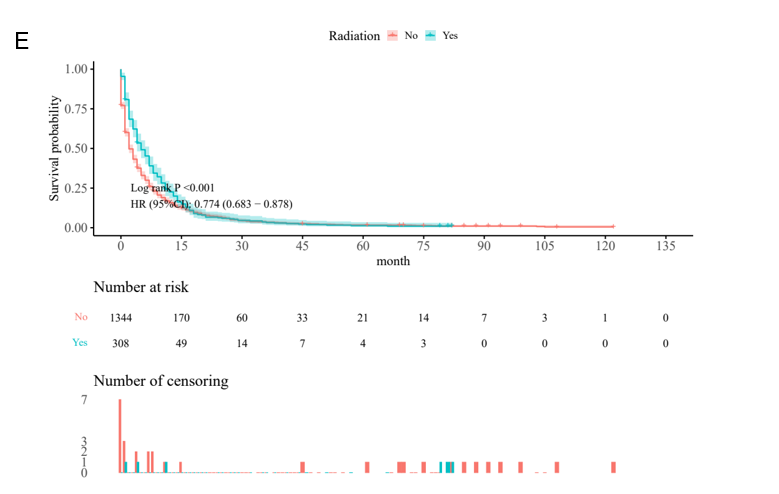 E
Radiation No Yes
1.00
0.75
0.50
0.25
0.00
Survival probability
Log rank P <0.001
HR (95%CI): 0.774 (0.683 − 0.878)
0 15 30 45 60 75 90 105 120 135
month
Number at risk
No 1344 170 60 33 21 14 7 3 1 0
Yes 308 49 14 7 4 3 0 0 0 0
Number of censoring
7
3
2
1
0